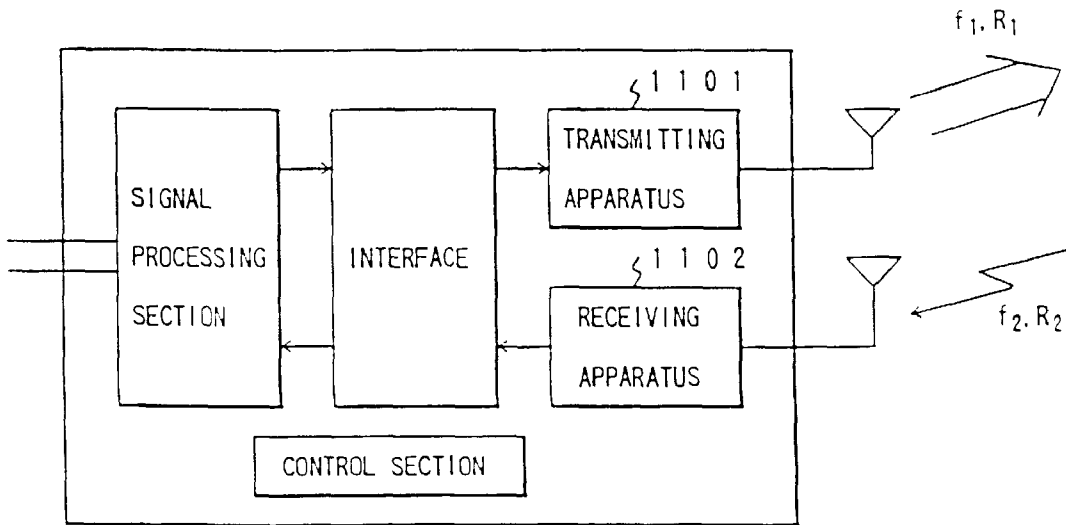 f1, R1
1101
TRANSMITTING
APPARATUS
SIGNAL
PROCESSING
SECTION
INTERFACE
1102
RECEIVING
APPARATUS
f2, R2
CONTROL SECTION